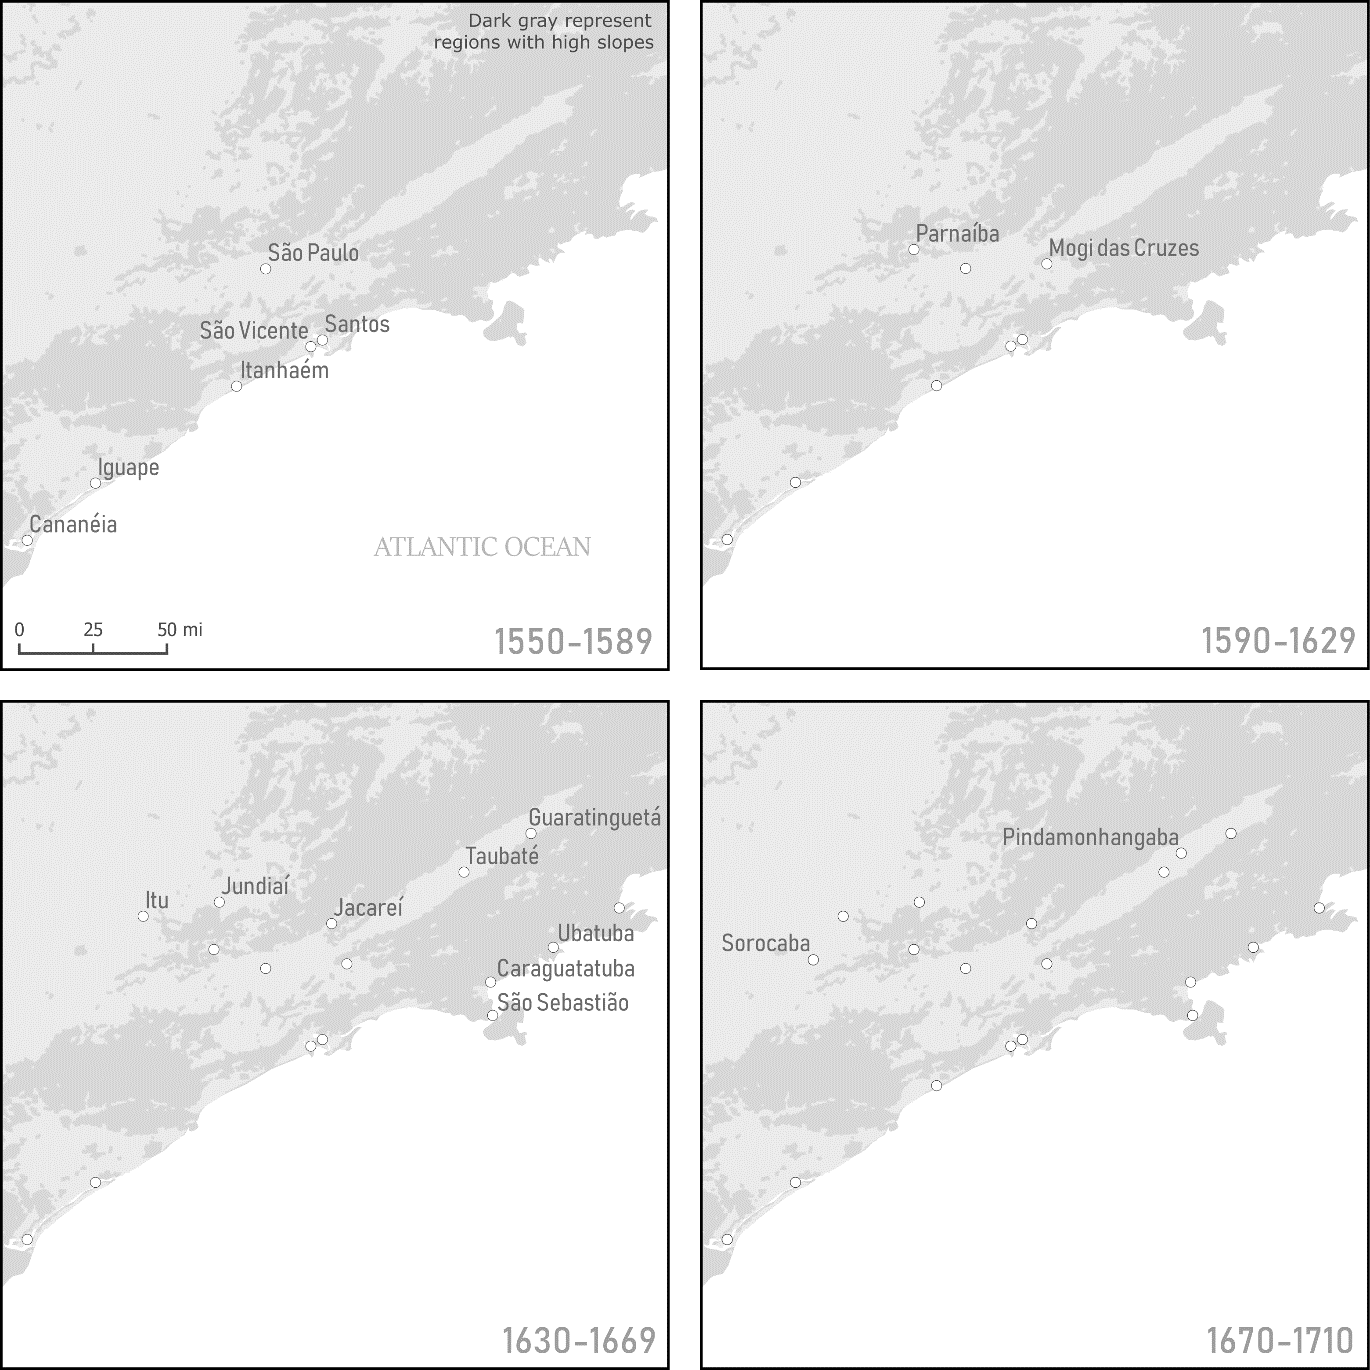 Dark gray represent
regions with high slopes
São Paulo
São Vicente
Santos
Itanhaém
Iguape
Cananéia
ATLANTIC OCEAN
0 25 50 mi
1550-1589
Parnaíba
Mogi das Cruzes
1590-1629
Guaratinguetá
Taubaté
Jundiaí
Itu
Jacareí
Ubatuba
Caraguatatuba
São Sebastião
1630-1669
Pindamonhangaba
Sorocaba
1670-1710